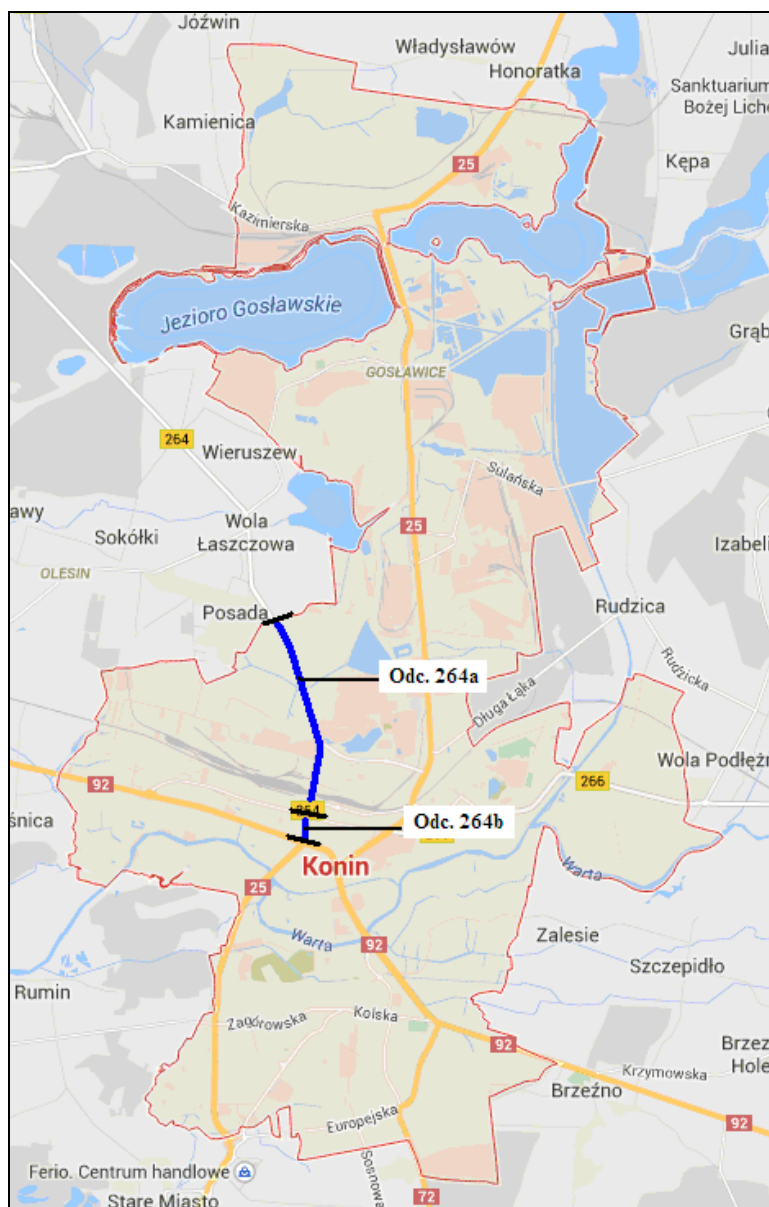 Jóźwin
Władysławów
Julia
Honoratka
Sanktuarium
Bożej Liche
Kamienica
Kępa
25
Kazimierska
Jezioro Gosławskie
Grąb
GOSŁAWICE
264
Wieruszew
Sulańska
awy
Wola
Łaszczowa
25
Sokółki
Izabeli
OLESIN
Rudzica
Posada
Rudzicka
Odc. 264a
Długa Łąka
Wola Podłężn
92
266
264
śnica
Odc. 264b
Konin
25
Warta
Warta
92
Zalesie
Szczepidło
Rumin
Zagórowska
Kolska
92
Brzez
Hole
Krzymowska
Brzeźno
Europejska
Sosnowa
Ferio. Centrum handlowe
72
Stare Miasto